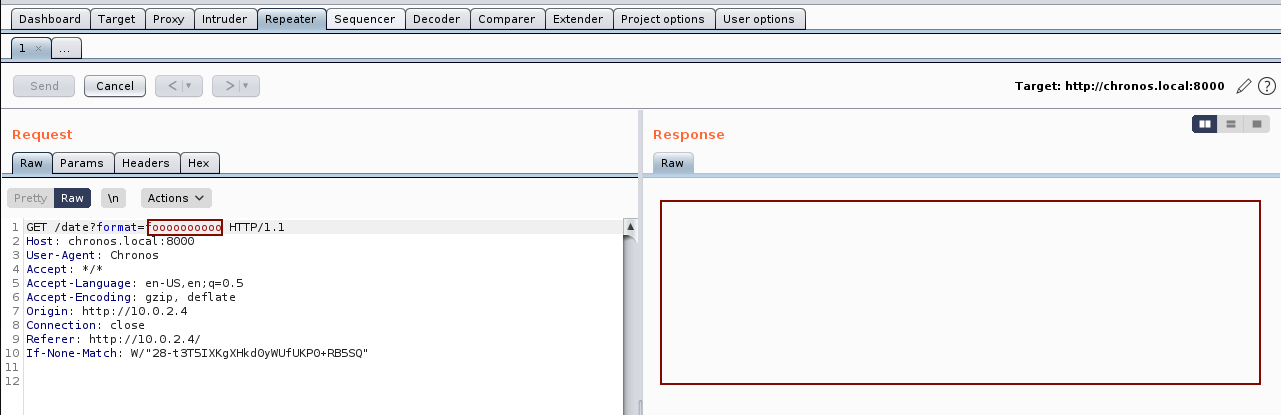 Dashboard Target Proxy Intruder Repeater Sequencer Decoder Comparer Extender Project options User options
1 × ...
Send Cancel < ▼ > ▼ Target: http://chronos.local:8000 ?
Request
Raw Params Headers Hex
Pretty Raw \n Actions
1 GET /date?format=foooooooooo HTTP/1.1
2 Host: chronos.local:8000
3 User-Agent: Chronos
4 Accept: */*
5 Accept-Language: en-US,en;q=0.5
6 Accept-Encoding: gzip, deflate
7 Origin: http://10.0.2.4
8 Connection: close
9 Referer: http://10.0.2.4/
10 If-None-Match: W/"28-t3T5IXKgXHkdOyWUfUKP0+RB5SQ"
11
12
Response
Raw